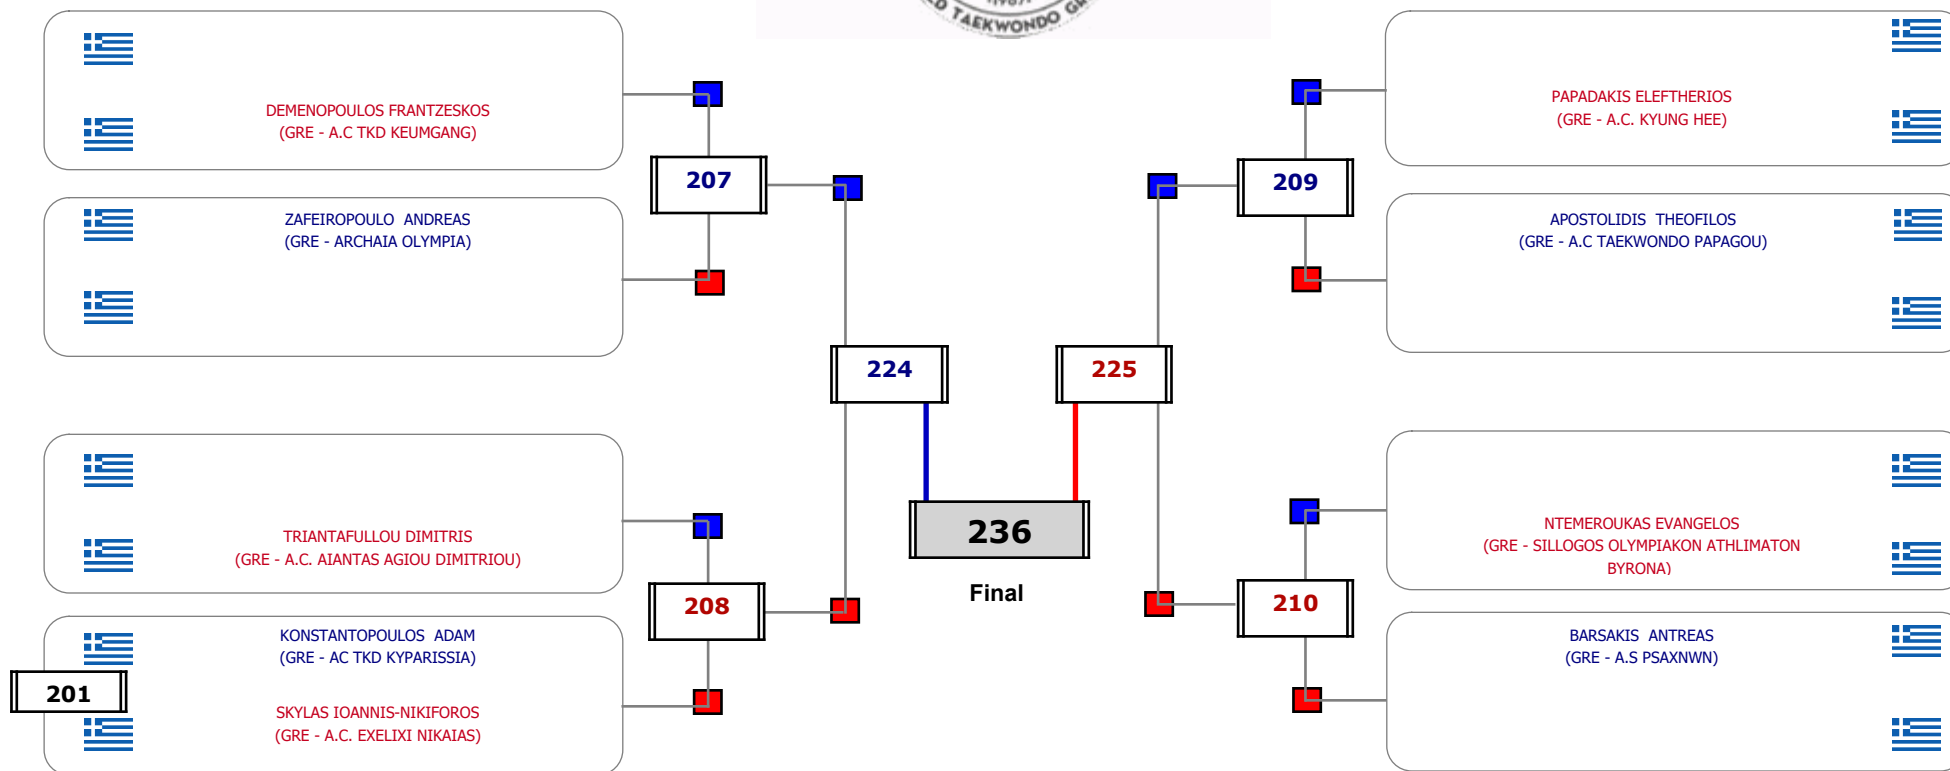 TAEKWONDO
DEMENOPOULOS FRANTZESKOS
(GRE - A.C TKD KEUMGANG)
207
ZAFEIROPOULO ANDREAS
(GRE - ARCHAIA OLYMPIA)
PAPADAKIS ELEFTHERIOS
(GRE - A.C. KYUNG HEE)
209
APOSTOLIDIS THEOFILOS
(GRE - A.C TAEKWONDO PAPAGOU)
224
225
TRIANTAFULLOU DIMITRIS
(GRE - A.C. AIANTAS AGIOU DIMITRIOU)
208
KONSTANTOPOULOS ADAM
(GRE - AC TKD KYPARISSIA)
201
SKYLAS IOANNIS-NIKIFOROS
(GRE - A.C. EXELIXI NIKAIAS)
236
Final
NTEMEROUKAS EVANGELOS
(GRE - SILLOGOS OLYMPIAKON ATHLIMATON
BYRONA)
210
BARSAKIS ANTREAS
(GRE - A.S PSAXNWN)